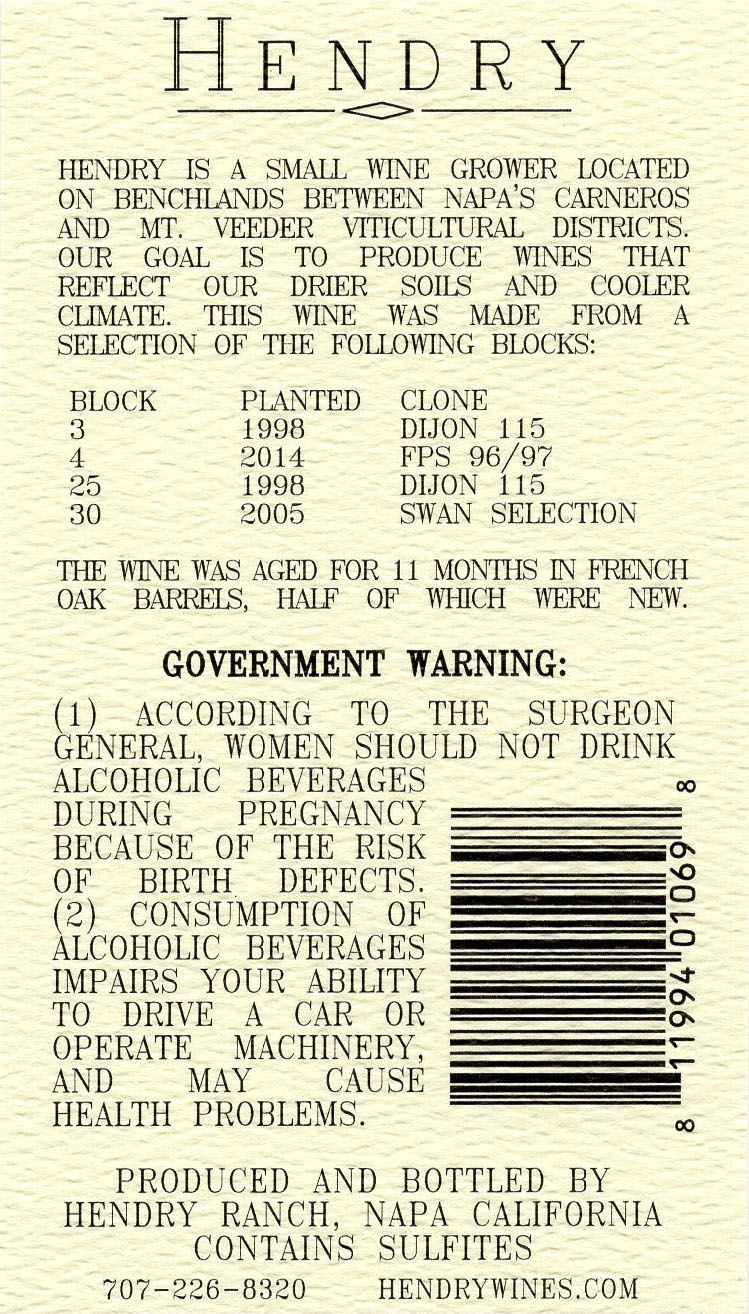 HENDRY
HENDRY IS A SMALL WINE GROWER LOCATED
ON BENCHLANDS BETWEEN NAPA'S CARNEROS
AND MT. VEEDER VITICULTURAL DISTRICTS.
OUR GOAL IS TO PRODUCE WINES THAT
REFLECT OUR DRIER SOILS AND COOLER
CLIMATE. THIS WINE WAS MADE FROM A
SELECTION OF THE FOLLOWING BLOCKS:
BLOCK PLANTED CLONE
3 1998 DIJON 115
4 2014 FPS 96/97
25 1998 DIJON 115
30 2005 SWAN SELECTION
THE WINE WAS AGED FOR 11 MONTHS IN FRENCH
OAK BARRELS, HALF OF WHICH WERE NEW.
GOVERNMENT WARNING:
(1) ACCORDING TO THE SURGEON
GENERAL, WOMEN SHOULD NOT DRINK
ALCOHOLIC BEVERAGES
DURING PREGNANCY
BECAUSE OF THE RISK
OF BIRTH DEFECTS.
(2) CONSUMPTION OF
ALCOHOLIC BEVERAGES
IMPAIRS YOUR ABILITY
TO DRIVE A CAR OR
OPERATE MACHINERY,
AND MAY CAUSE
HEALTH PROBLEMS.
8 11994 01069 8
PRODUCED AND BOTTLED BY
HENDRY RANCH, NAPA CALIFORNIA
CONTAINS SULFITES
707-226-8320 HENDRYWINES.COM